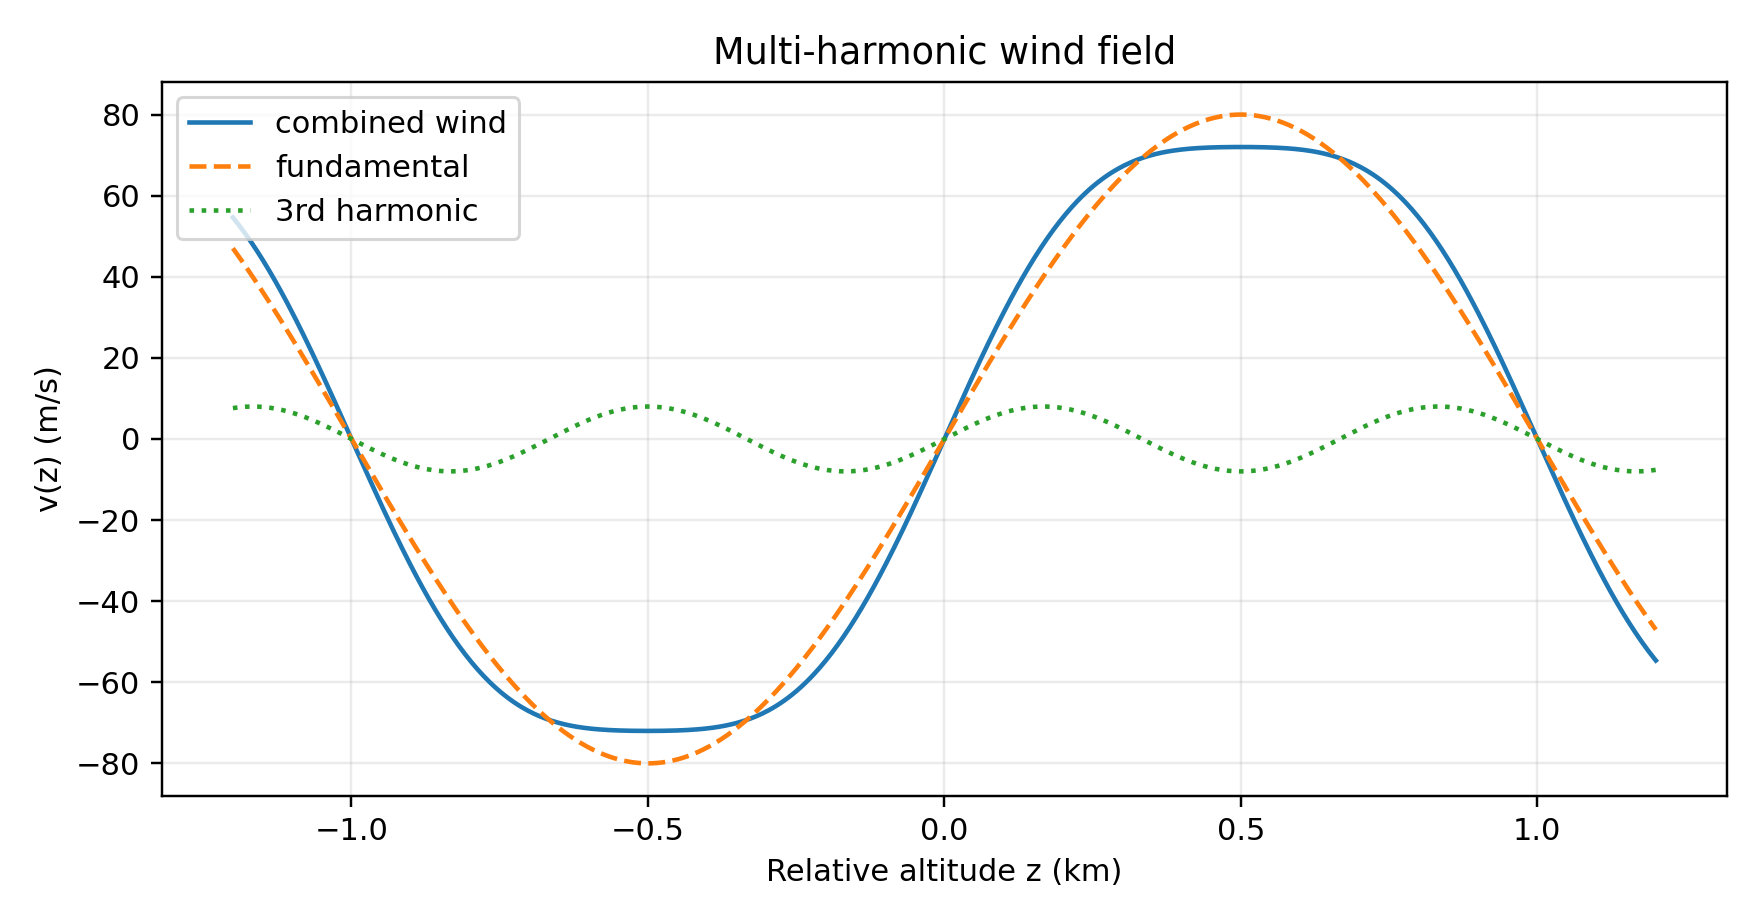 Multi-harmonic wind field
combined wind
fundamental
3rd harmonic
80
60
40
20
0
−20
−40
−60
−80
v(z) (m/s)
−1.0 −0.5 0.0 0.5 1.0
Relative altitude z (km)